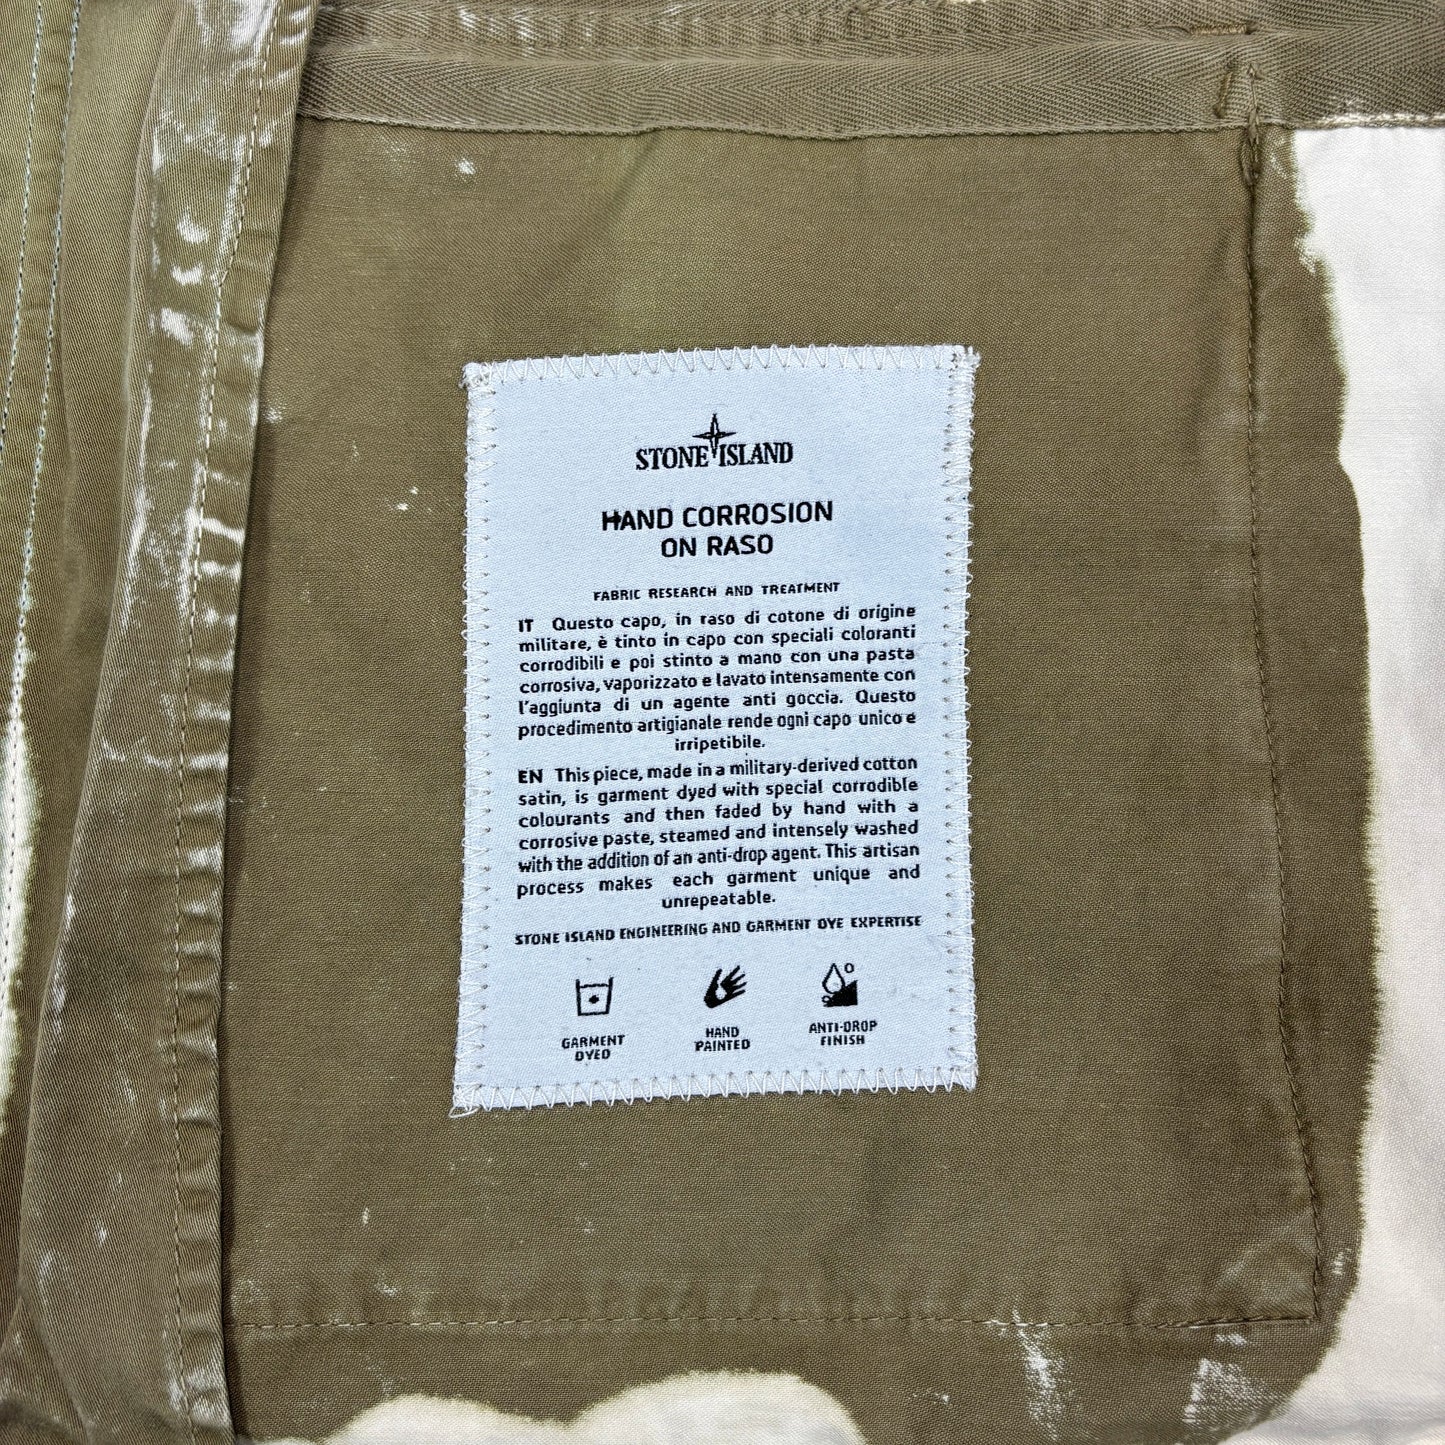 STONE ISLAND
HAND CORROSION
ON RASO
FABRIC RESEARCH AND TREATMENT
IT Questo capo, in raso di cotone di origine
militare, è tinto in capo con speciali coloranti
corrodibili e poi stinto a mano con una pasta
corrosiva, vaporizzato e lavato intensamente con
l'aggiunta di un agente anti goccia. Questo
procedimento artigianale rende ogni capo unico e
irripetibile.
EN This piece, made in a military-derived cotton
satin, is garment dyed with special corrodible
colourants and then faded by hand with a
corrosive paste, steamed and intensely washed
with the addition of an anti-drop agent. This artisan
process makes each garment unique and
unrepeatable.
STONE ISLAND ENGINEERING AND GARMENT DYE EXPERTISE
GARMENT
DYED
HAND
PAINTED
ANTI-DROP
FINISH